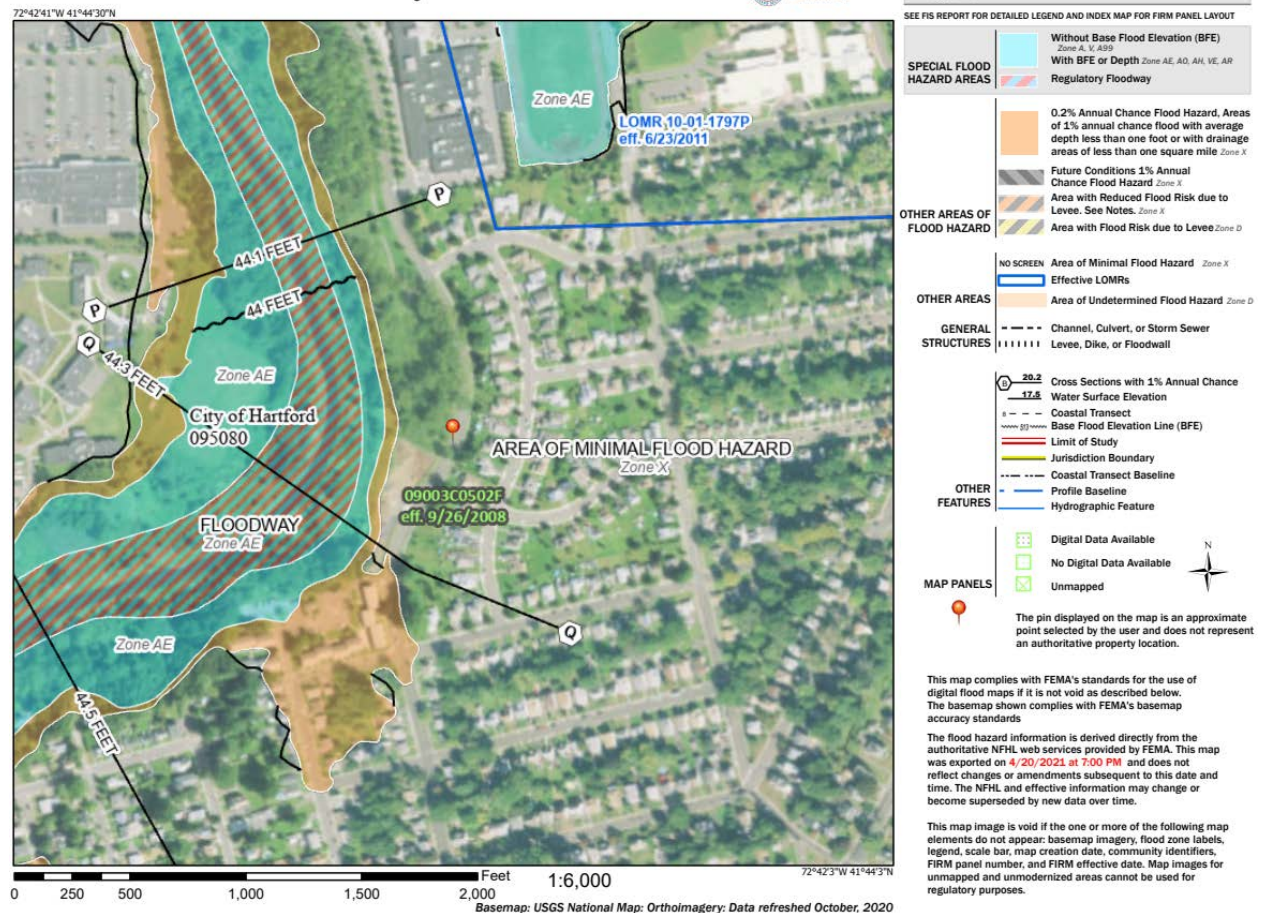 72°42'41"W 41°44'30"N
Zone AE
LOMR 10-01-1797P
eff. 6/23/2011
P
44.1 FEET
P
44 FEET
Q
44.3 FEET
Zone AE
City of Hartford
095080
AREA OF MINIMAL FLOOD HAZARD
Zone X
09003C0502F
eff. 9/26/2008
FLOODWAY
Zone AE
Q
Zone AE
44.5 FEET
72°42'3"W 41°44'3"N
0 250 500 1,000 1,500 2,000
Feet
1:6,000
Basemap: USGS National Map: Orthoimagery: Data refreshed October, 2020
SEE FIS REPORT FOR DETAILED LEGEND AND INDEX MAP FOR FIRM PANEL LAYOUT
SPECIAL FLOOD
HAZARD AREAS
Without Base Flood Elevation (BFE)
Zone A, V, A99
With BFE or Depth Zone AE, AO, AH, VE, AR
Regulatory Floodway
0.2% Annual Chance Flood Hazard, Areas
of 1% annual chance flood with average
depth less than one foot or with drainage
areas of less than one square mile Zone X
Future Conditions 1% Annual
Chance Flood Hazard Zone X
Area with Reduced Flood Risk due to
Levee. See Notes. Zone X
Area with Flood Risk due to Levee Zone D
OTHER AREAS OF
FLOOD HAZARD
NO SCREEN Area of Minimal Flood Hazard Zone X
Effective LOMRs
OTHER AREAS
Area of Undetermined Flood Hazard Zone D
GENERAL
STRUCTURES
Channel, Culvert, or Storm Sewer
Levee, Dike, or Floodwall
B 20.2 Cross Sections with 1% Annual Chance
17.5 Water Surface Elevation
8 Coastal Transect
513 Base Flood Elevation Line (BFE)
Limit of Study
Jurisdiction Boundary
Coastal Transect Baseline
OTHER
FEATURES
Profile Baseline
Hydrographic Feature
Digital Data Available
No Digital Data Available
Unmapped
MAP PANELS
N
The pin displayed on the map is an approximate
point selected by the user and does not represent
an authoritative property location.
This map complies with FEMA's standards for the use of
digital flood maps if it is not void as described below.
The basemap shown complies with FEMA's basemap
accuracy standards
The flood hazard information is derived directly from the
authoritative NFHL web services provided by FEMA. This map
was exported on 4/20/2021 at 7:00 PM and does not
reflect changes or amendments subsequent to this date and
time. The NFHL and effective information may change or
become superseded by new data over time.
This map image is void if the one or more of the following map
elements do not appear: basemap imagery, flood zone labels,
legend, scale bar, map creation date, community identifiers,
FIRM panel number, and FIRM effective date. Map images for
unmapped and unmodernized areas cannot be used for
regulatory purposes.